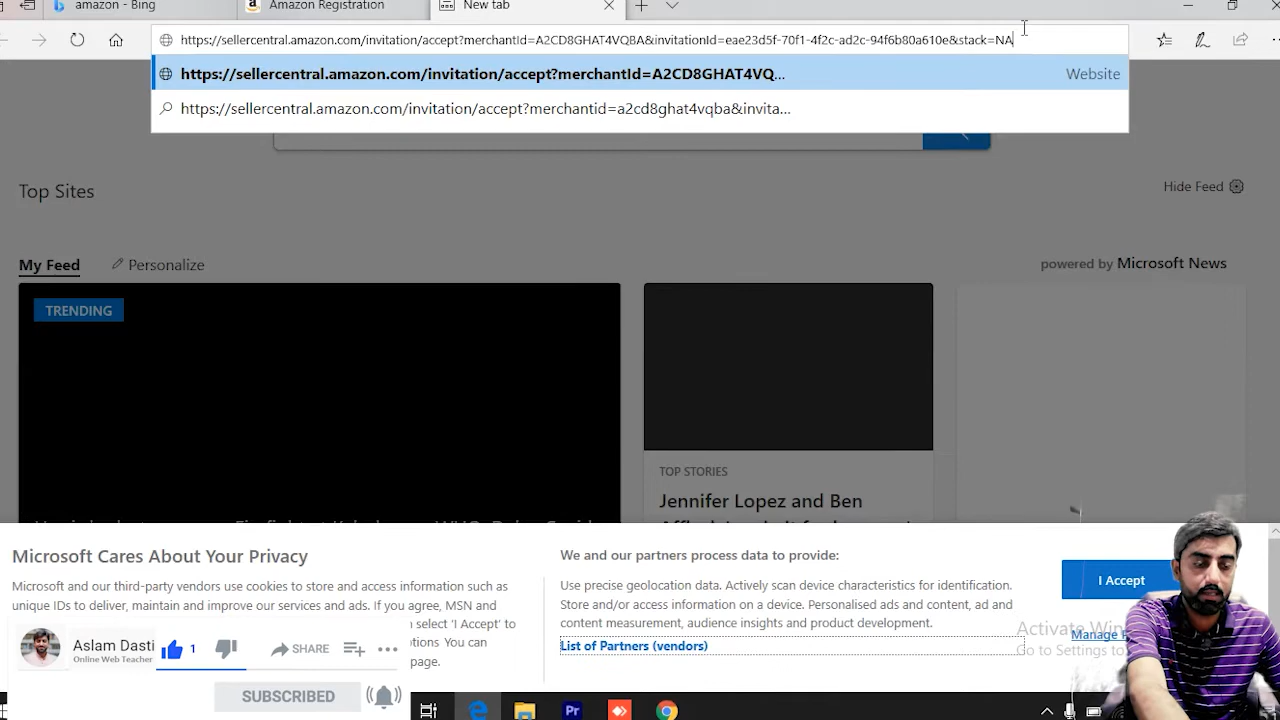 amazon - Bing
Amazon Registration
New tab
https://sellercentral.amazon.com/invitation/accept?merchantId=A2CD8GHAT4VQBA&invitationId=eae23d5f-70f1-4f2c-ad2c-94f6b80a610e&stack=NA
https://sellercentral.amazon.com/invitation/accept?merchantId=A2CD8GHAT4VQ...
Website
https://sellercentral.amazon.com/invitation/accept?merchantid=a2cd8ghat4vqba&invita...
Top Sites
Hide Feed
My Feed
Personalize
powered by Microsoft News
TRENDING
TOP STORIES
Jennifer Lopez and Ben
Microsoft Cares About Your Privacy
Microsoft and our third-party vendors use cookies to store and access information such as
unique IDs to deliver, maintain and improve our services and ads. If you agree, MSN and
select 'I Accept' to
You can
page.
We and our partners process data to provide:
Use precise geolocation data. Actively scan device characteristics for identification.
Store and/or access information on a device. Personalised ads and content, ad and
content measurement, audience insights and product development.
List of Partners (vendors)
I Accept
Manage
Activate Win
Go to Settings to
Aslam Dasti
Online Web Teacher
1
SHARE
SUBSCRIBED
Pr